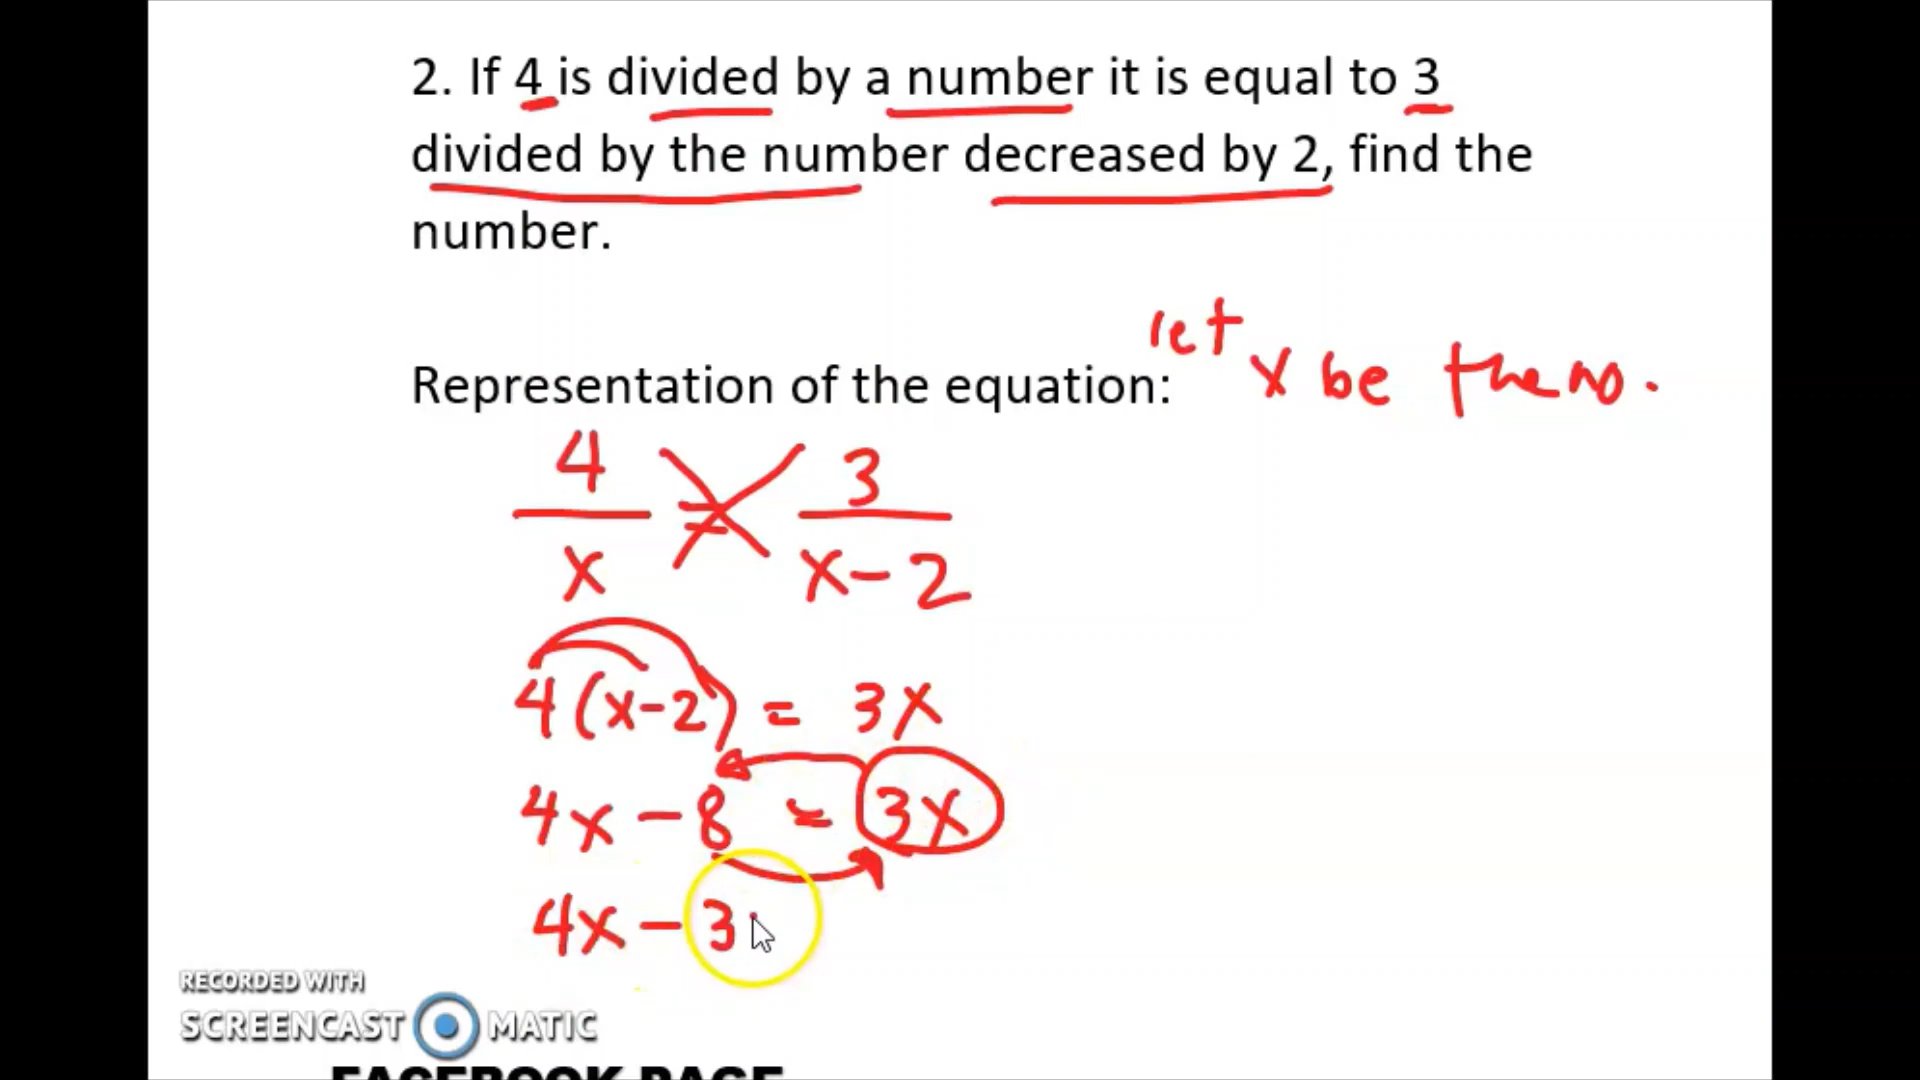 2. If 4 is divided by a number it is equal to 3
divided by the number decreased by 2, find the
number.
let x be the no.
Representation of the equation:
4/x = 3/(x-2)
4(x-2) = 3x
4x - 8 = 3x
4x - 3
RECORDED WITH
SCREENCAST MATIC
FACEBOOK PAGE